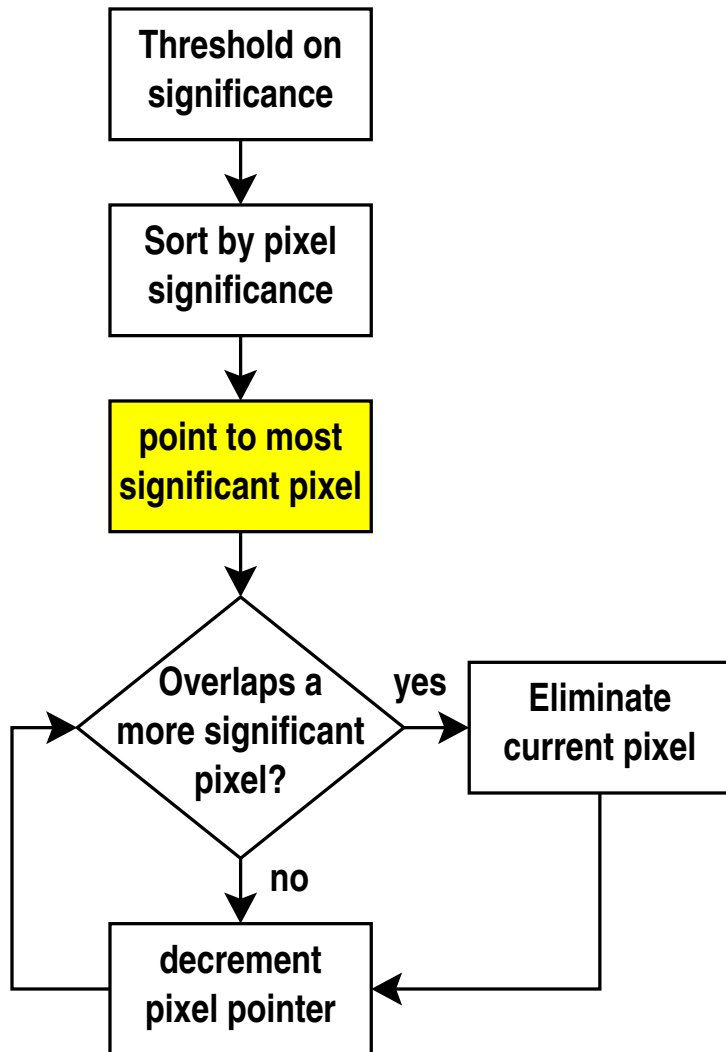 Threshold on
significance
Sort by pixel
significance
point to most
significant pixel
Overlaps a
more significant
pixel?
yes
Eliminate
current pixel
no
decrement
pixel pointer